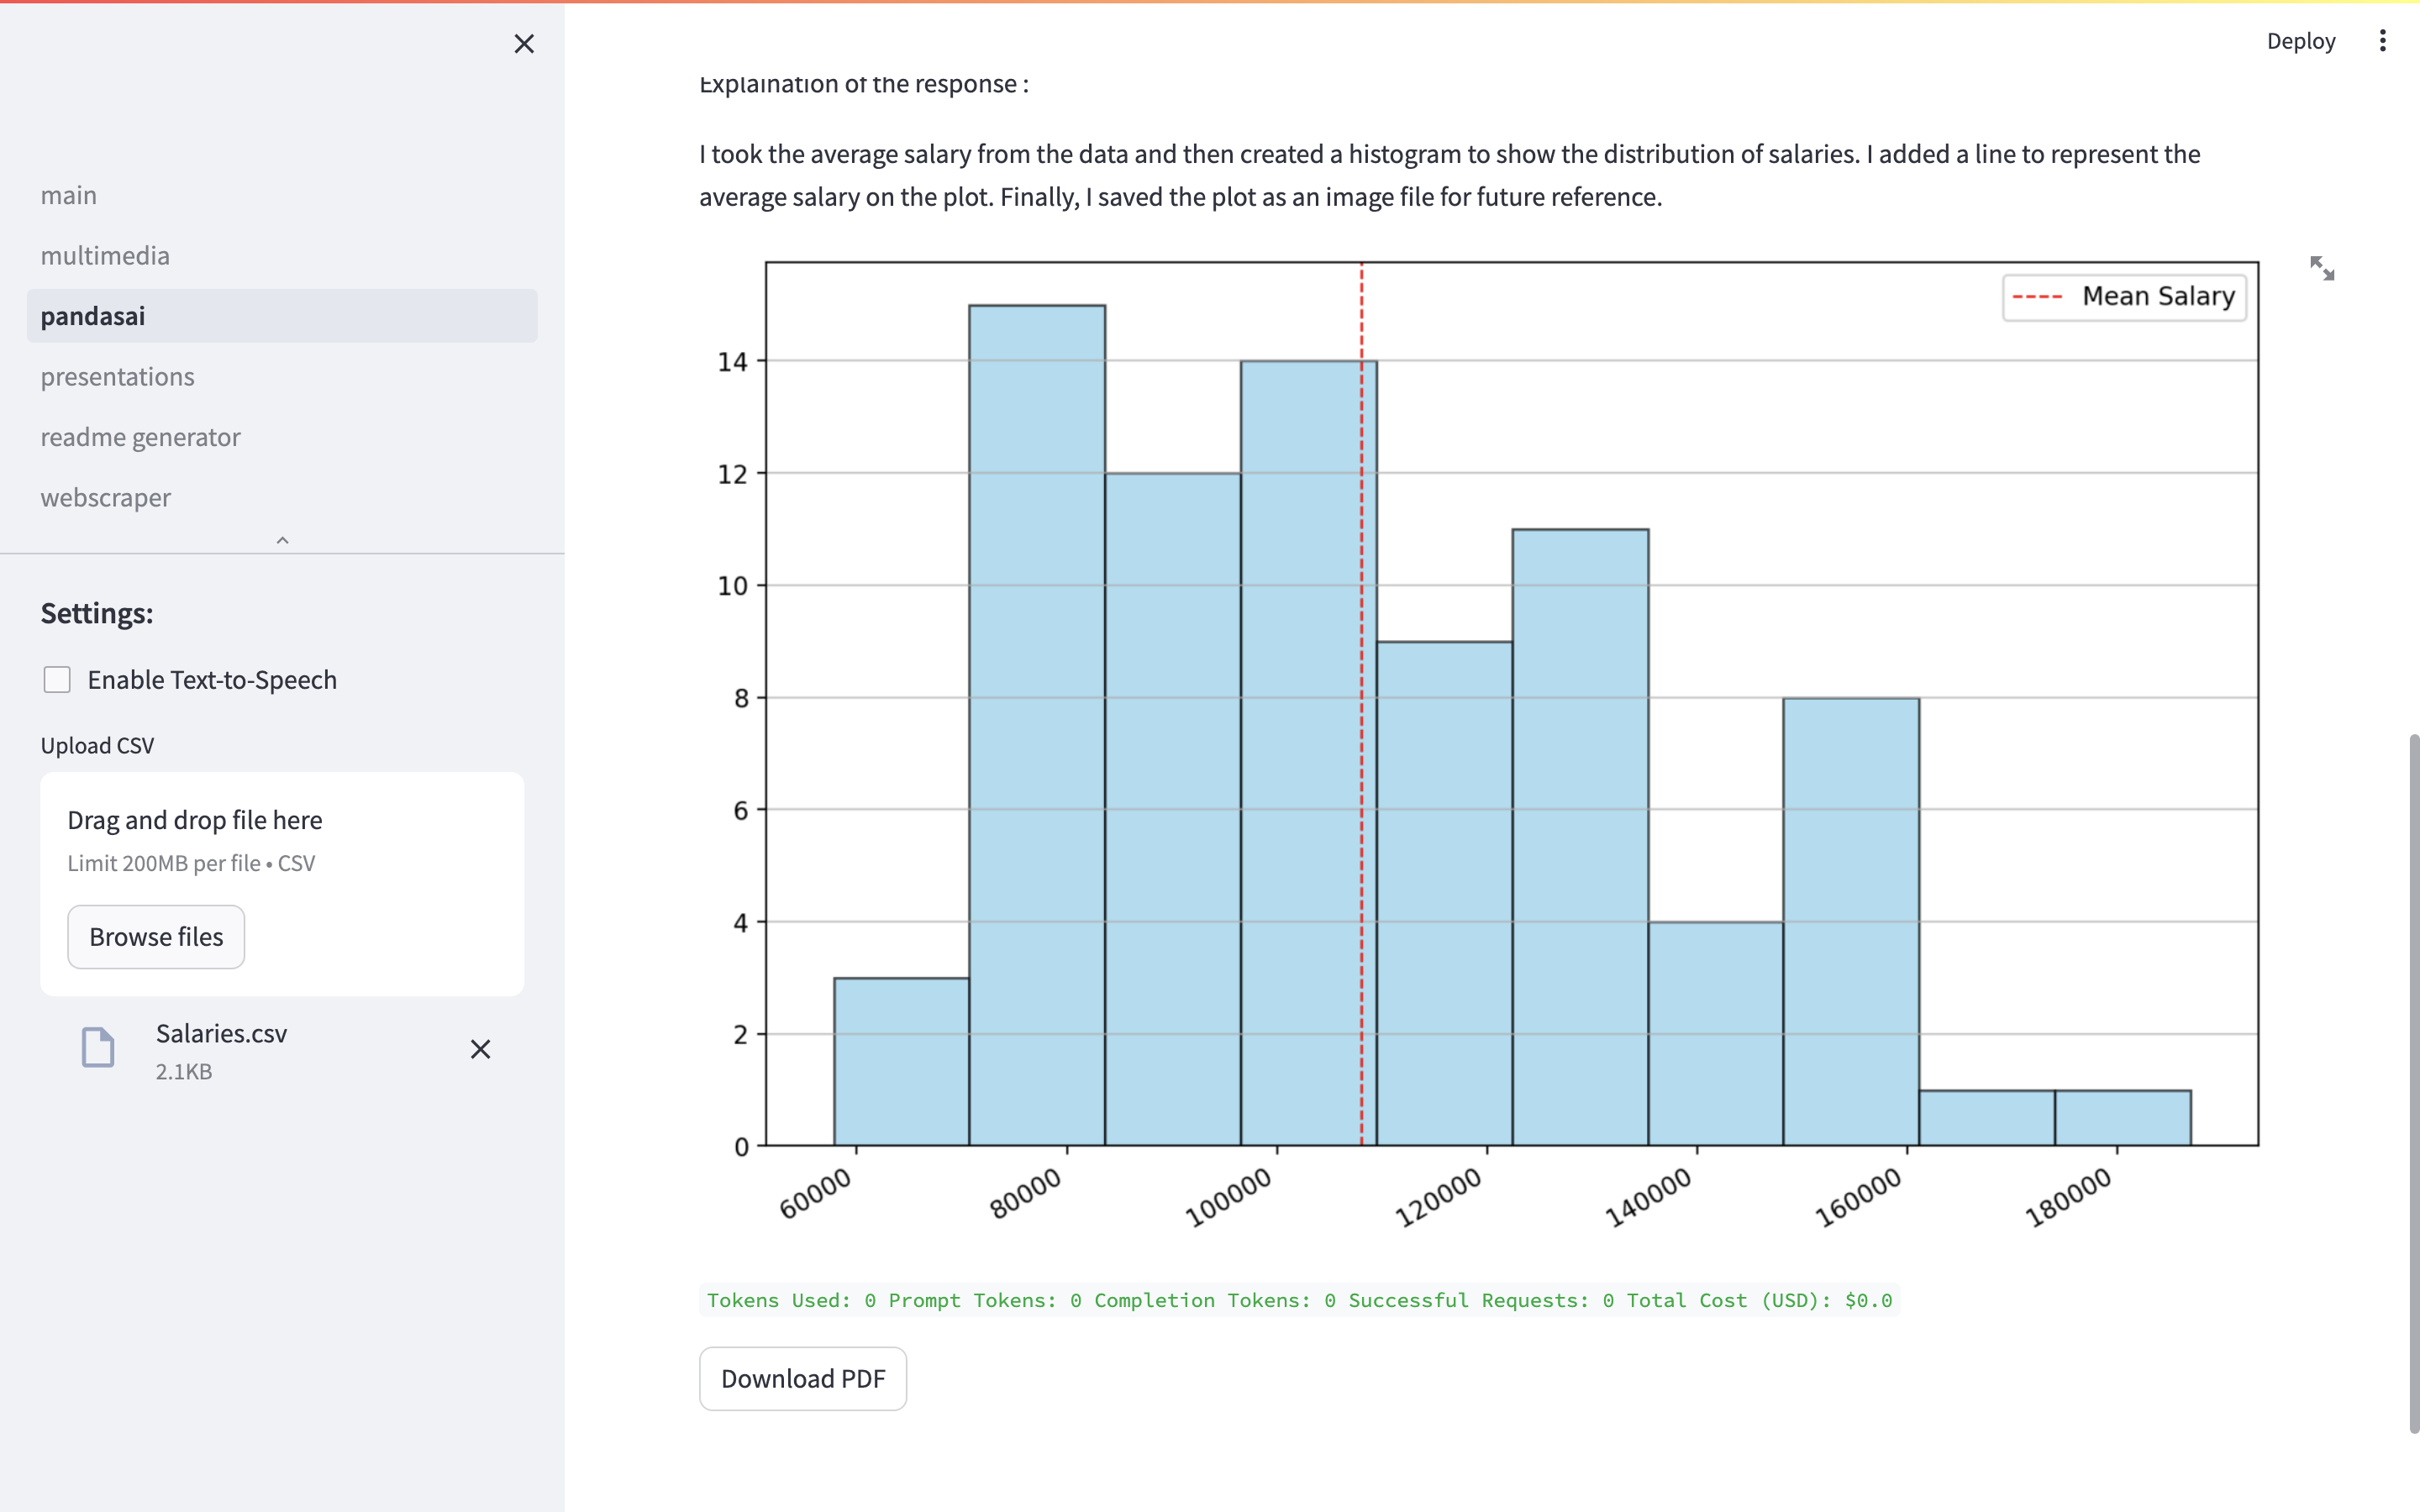 main
multimedia
pandasai
presentations
readme generator
webscraper
Settings:
Enable Text-to-Speech
Upload CSV
Drag and drop file here
Limit 200MB per file • CSV
Browse files
Salaries.csv
2.1KB
Deploy
Explaination of the response :
I took the average salary from the data and then created a histogram to show the distribution of salaries. I added a line to represent the
average salary on the plot. Finally, I saved the plot as an image file for future reference.
Mean Salary
14
12
10
8
6
4
2
0
60000
80000
100000
120000
140000
160000
180000
Tokens Used: 0 Prompt Tokens: 0 Completion Tokens: 0 Successful Requests: 0 Total Cost (USD): $0.0
Download PDF